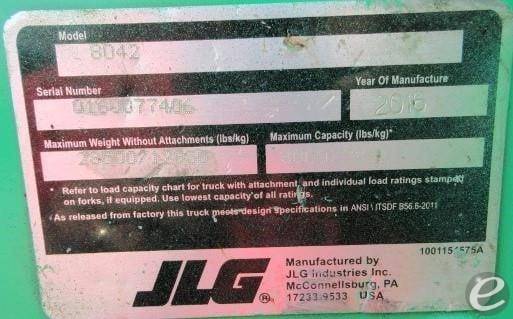 Model
8042
Serial Number
Year Of Manufacture
0160077406
Maximum Weight Without Attachments (lbs/kg)
Maximum Capacity (lbs/kg)*
* Refer to load capacity chart for truck with attachment, and individual load ratings stamped
on forks, if equipped. Use lowest capacity of all ratings.
*As released from factory this truck meets design specifications in ANSI \ ITSDF B56.6-2011
JLG®
Manufactured by
JLG Industries Inc.
McConnellsburg, PA
17233-9533 USA
e